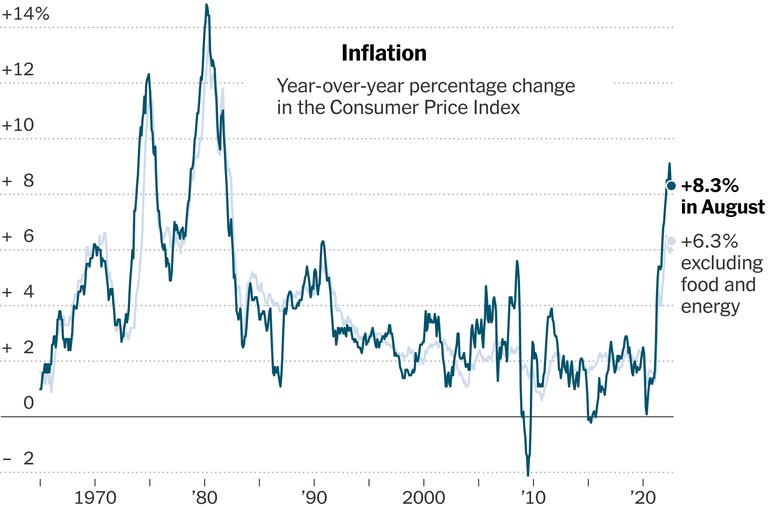 +14%
Inflation
+12
Year-over-year percentage change
in the Consumer Price Index
+10
+ 8
+8.3%
in August
+ 6
+6.3%
excluding
food and
energy
+ 4
+ 2
0
– 2
1970 ’80 ’90 2000 ’10 ’20